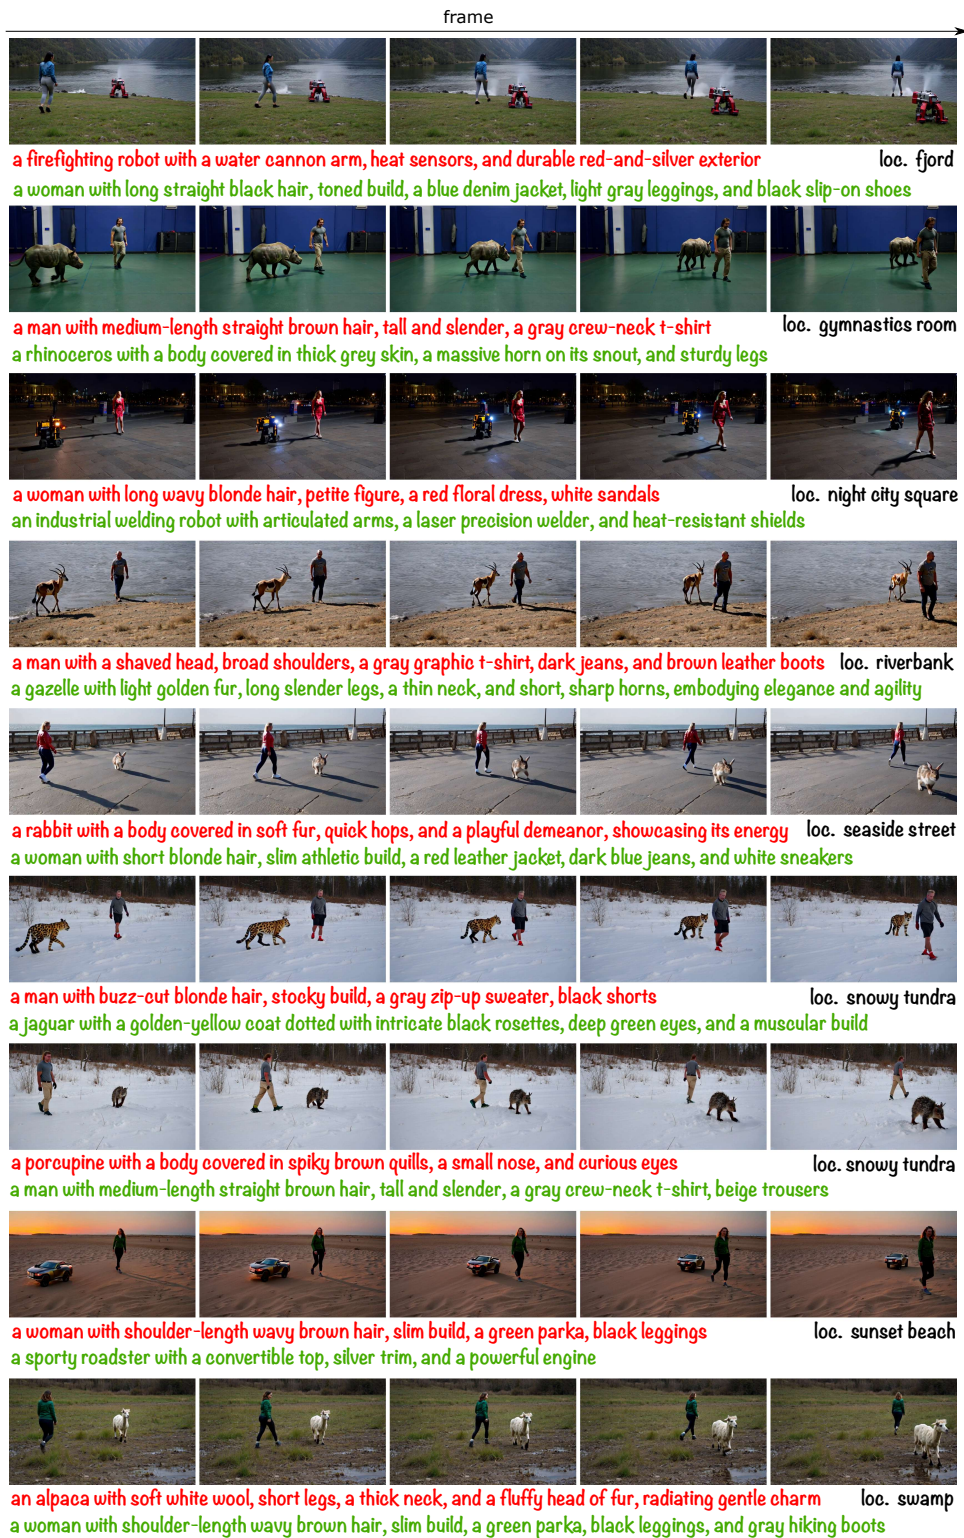 frame
a firefighting robot with a water cannon arm, heat sensors, and durable red-and-silver exterior loc. fjord
a woman with long straight black hair, toned build, a blue denim jacket, light gray leggings, and black slip-on shoes
a man with medium-length straight brown hair, tall and slender, a gray crew-neck t-shirt loc. gymnastics room
a rhinoceros with a body covered in thick grey skin, a massive horn on its snout, and sturdy legs
a woman with long wavy blonde hair, petite figure, a red floral dress, white sandals loc. night city square
an industrial welding robot with articulated arms, a laser precision welder, and heat-resistant shields
a man with a shaved head, broad shoulders, a gray graphic t-shirt, dark jeans, and brown leather boots loc. riverbank
a gazelle with light golden fur, long slender legs, a thin neck, and short, sharp horns, embodying elegance and agility
a rabbit with a body covered in soft fur, quick hops, and a playful demeanor, showcasing its energy loc. seaside street
a woman with short blonde hair, slim athletic build, a red leather jacket, dark blue jeans, and white sneakers
a man with buzz-cut blonde hair, stocky build, a gray zip-up sweater, black shorts loc. snowy tundra
a jaguar with a golden-yellow coat dotted with intricate black rosettes, deep green eyes, and a muscular build
a porcupine with a body covered in spiky brown quills, a small nose, and curious eyes loc. snowy tundra
a man with medium-length straight brown hair, tall and slender, a gray crew-neck t-shirt, beige trousers
a woman with shoulder-length wavy brown hair, slim build, a green parka, black leggings loc. sunset beach
a sporty roadster with a convertible top, silver trim, and a powerful engine
an alpaca with soft white wool, short legs, a thick neck, and a fluffy head of fur, radiating gentle charm loc. swamp
a woman with shoulder-length wavy brown hair, slim build, a green parka, black leggings, and gray hiking boots